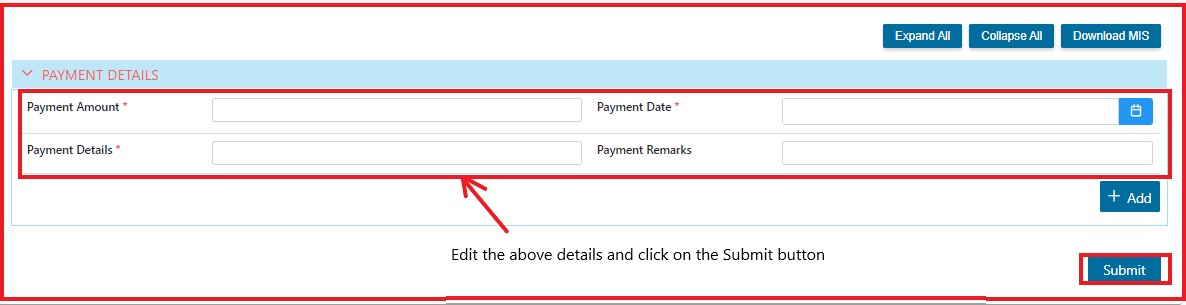 Expand All Collapse All Download MIS
PAYMENT DETAILS
Payment Amount * Payment Date *
Payment Details * Payment Remarks
+ Add
Edit the above details and click on the Submit button
Submit